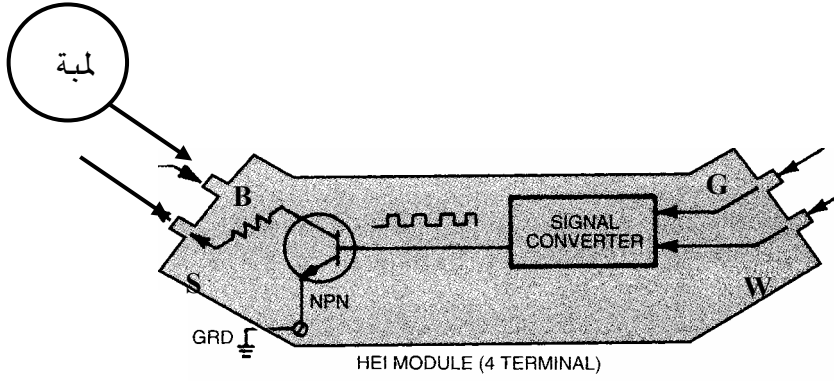 لمبة
B
G
SIGNAL
CONVERTER
S
NPN
W
GRD
HEI MODULE (4 TERMINAL)